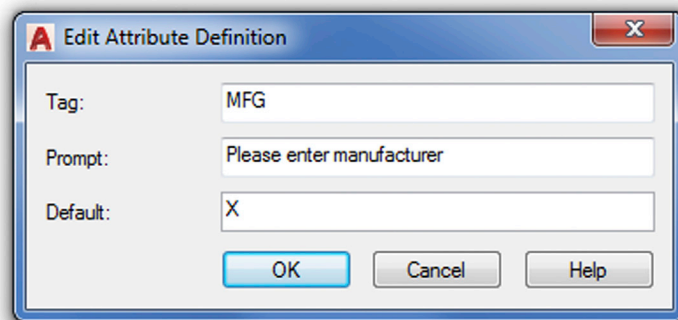 Edit Attribute Definition
Tag: MFG
Prompt: Please enter manufacturer
Default: X
OK Cancel Help